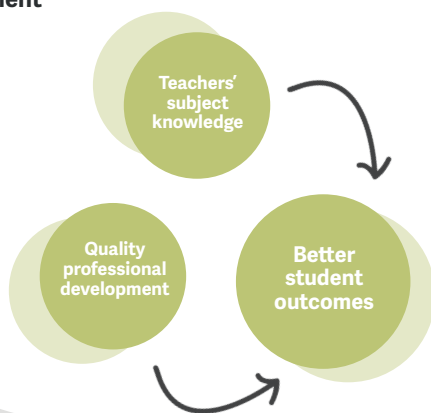 Teachers’
subject
knowledge
Quality
professional
development
Better
student
outcomes